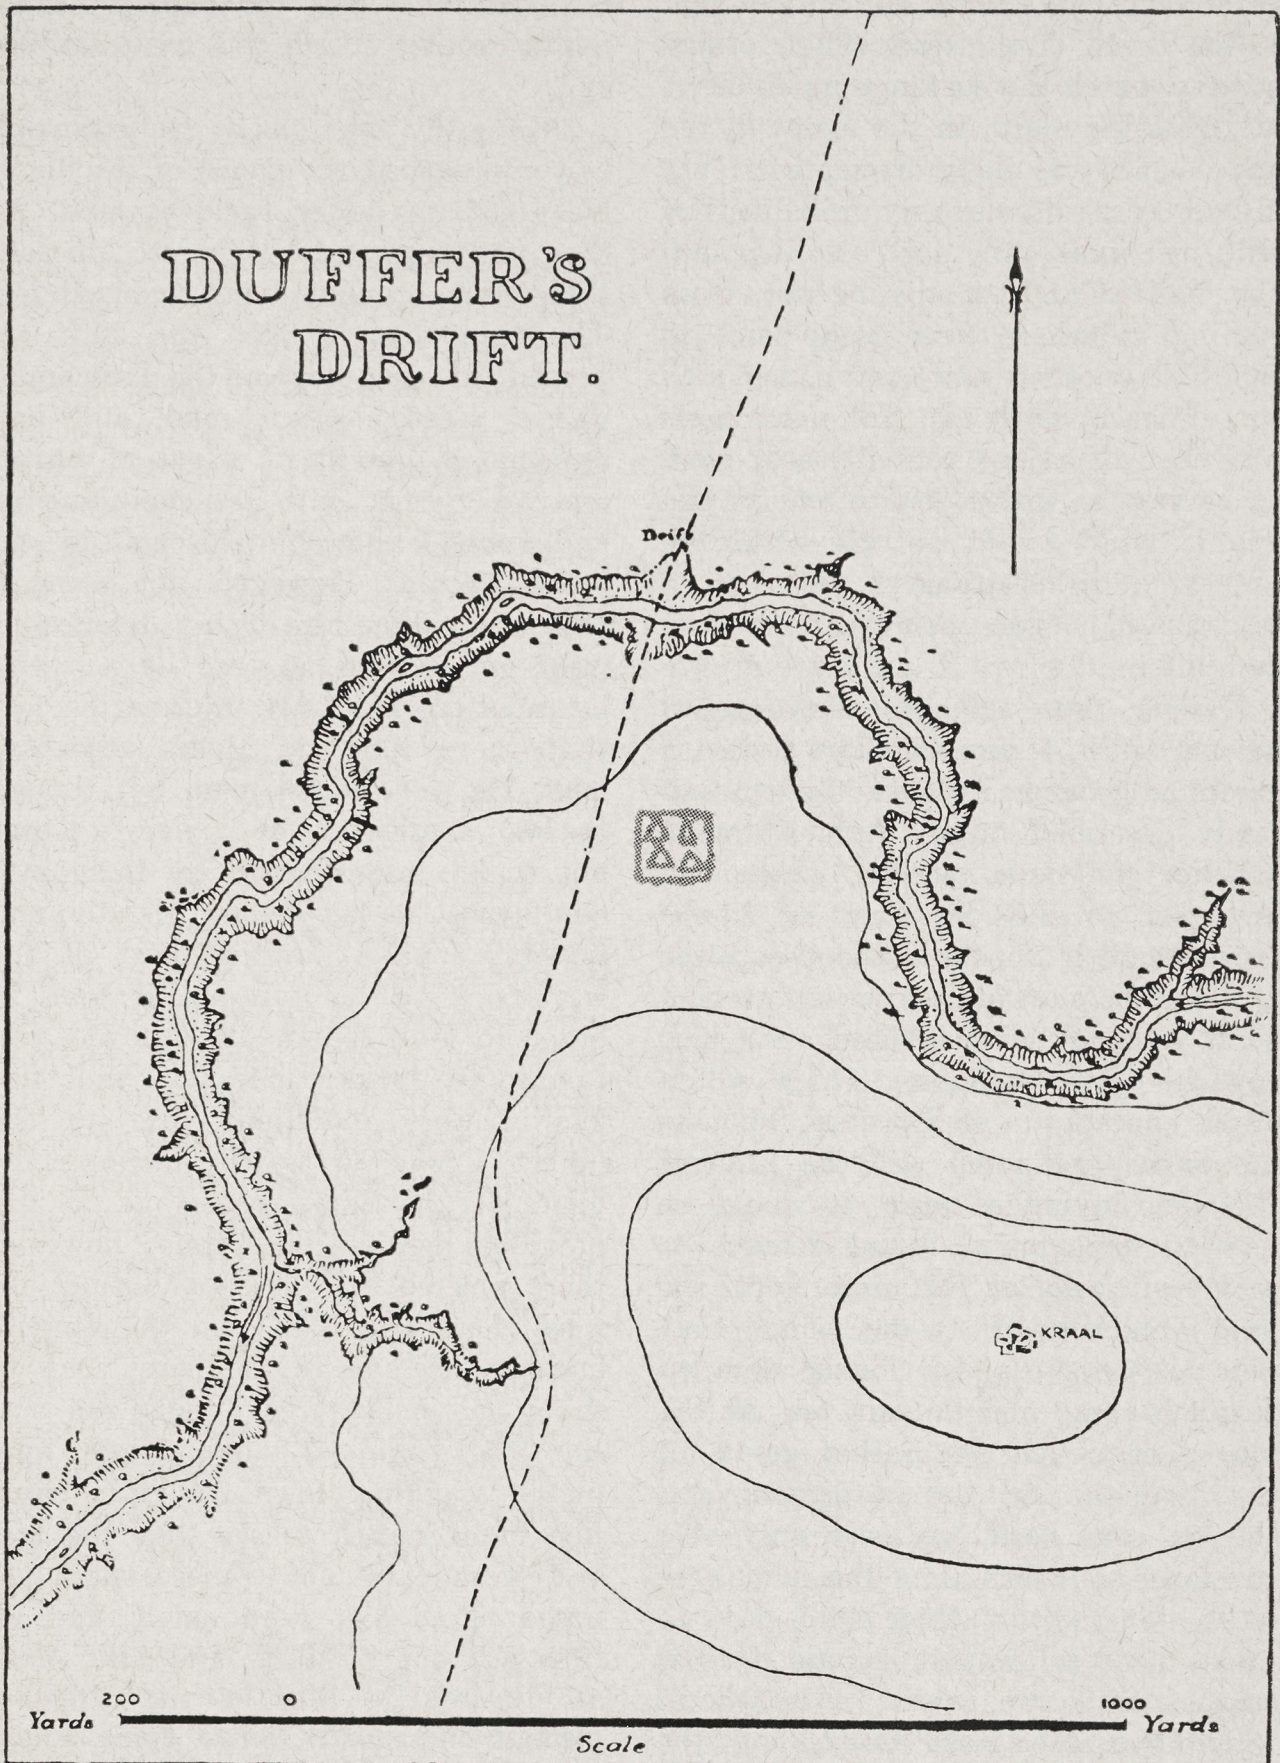 DUFFER'S
DRIFT.
Drift
KRAAL
200 0 1000
Yards Yards
Scale